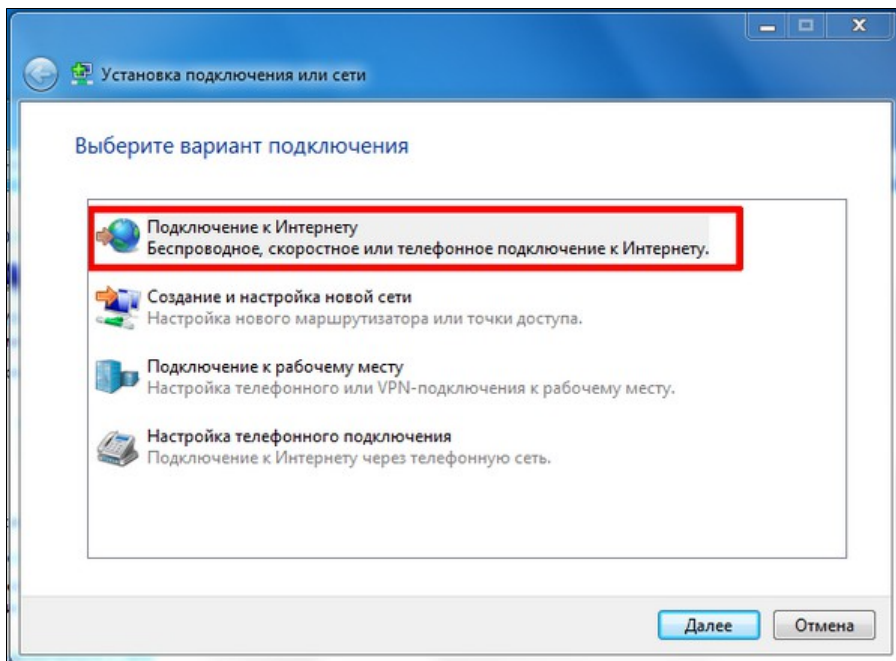 Установка подключения или сети
Выберите вариант подключения
Подключение к Интернету
Беспроводное, скоростное или телефонное подключение к Интернету.
Создание и настройка новой сети
Настройка нового маршрутизатора или точки доступа.
Подключение к рабочему месту
Настройка телефонного или VPN-подключения к рабочему месту.
Настройка телефонного подключения
Подключение к Интернету через телефонную сеть.
Далее
Отмена